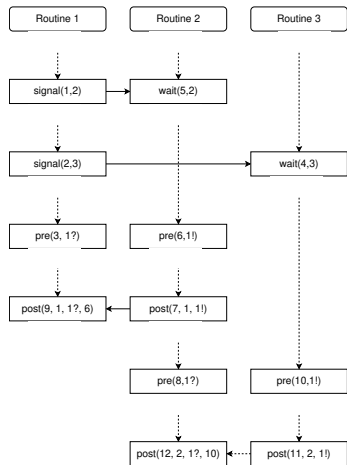 Routine 1
Routine 2
Routine 3
signal(1,2)
wait(5,2)
signal(2,3)
wait(4,3)
pre(3, 1?)
pre(6,1!)
post(9, 1, 1?, 6)
post(7, 1, 1!)
pre(8,1?)
pre(10,1!)
post(12, 2, 1?, 10)
post(11, 2, 1!)